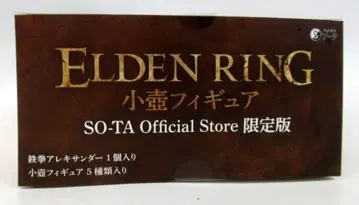 ELDEN RING
小壺フィギュア
SO-TA Official Store 限定版
鉄拳アレキサンダー 1個入り
小壺フィギュア 5種類入り